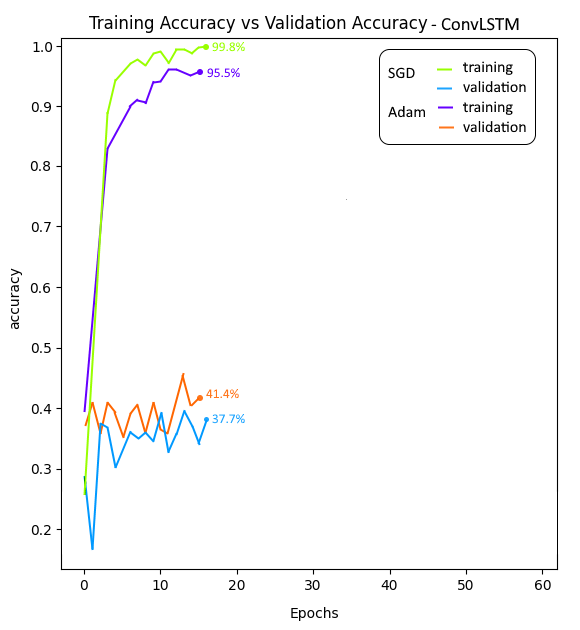 Training Accuracy vs Validation Accuracy - ConvLSTM
1.0
0.9
0.8
0.7
0.6
0.5
0.4
0.3
0.2
accuracy
99.8%
95.5%
41.4%
37.7%
SGD
training
validation
Adam
training
validation
0
10
20
30
40
50
60
Epochs